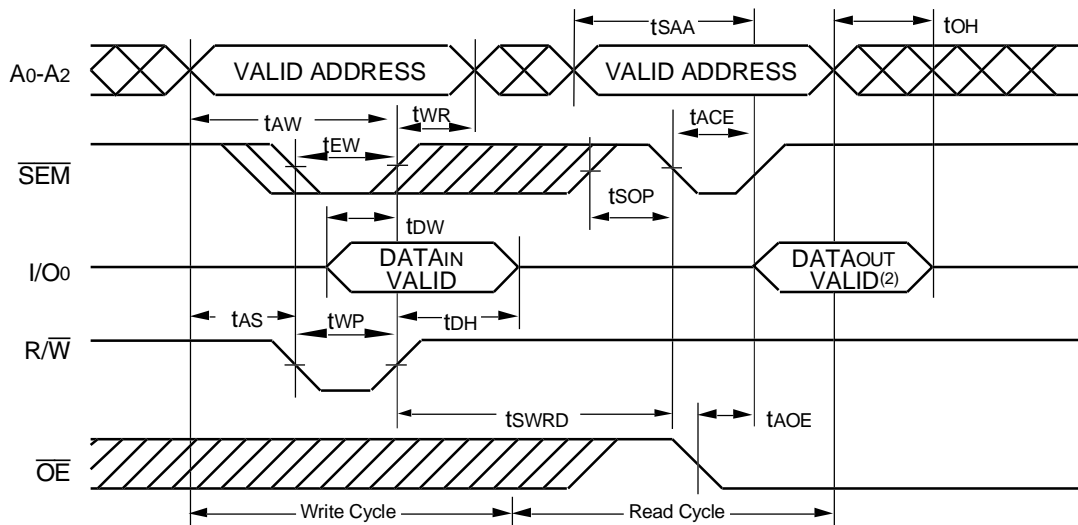 tSAA
tOH
A0-A2
VALID ADDRESS
VALID ADDRESS
tAW
tWR
tACE
tEW
SEM
tSOP
tDW
I/O0
DATAIN
VALID
DATAOUT
VALID(2)
tAS
tWP
tDH
R/W
tSWRD
tAOE
OE
Write Cycle
Read Cycle